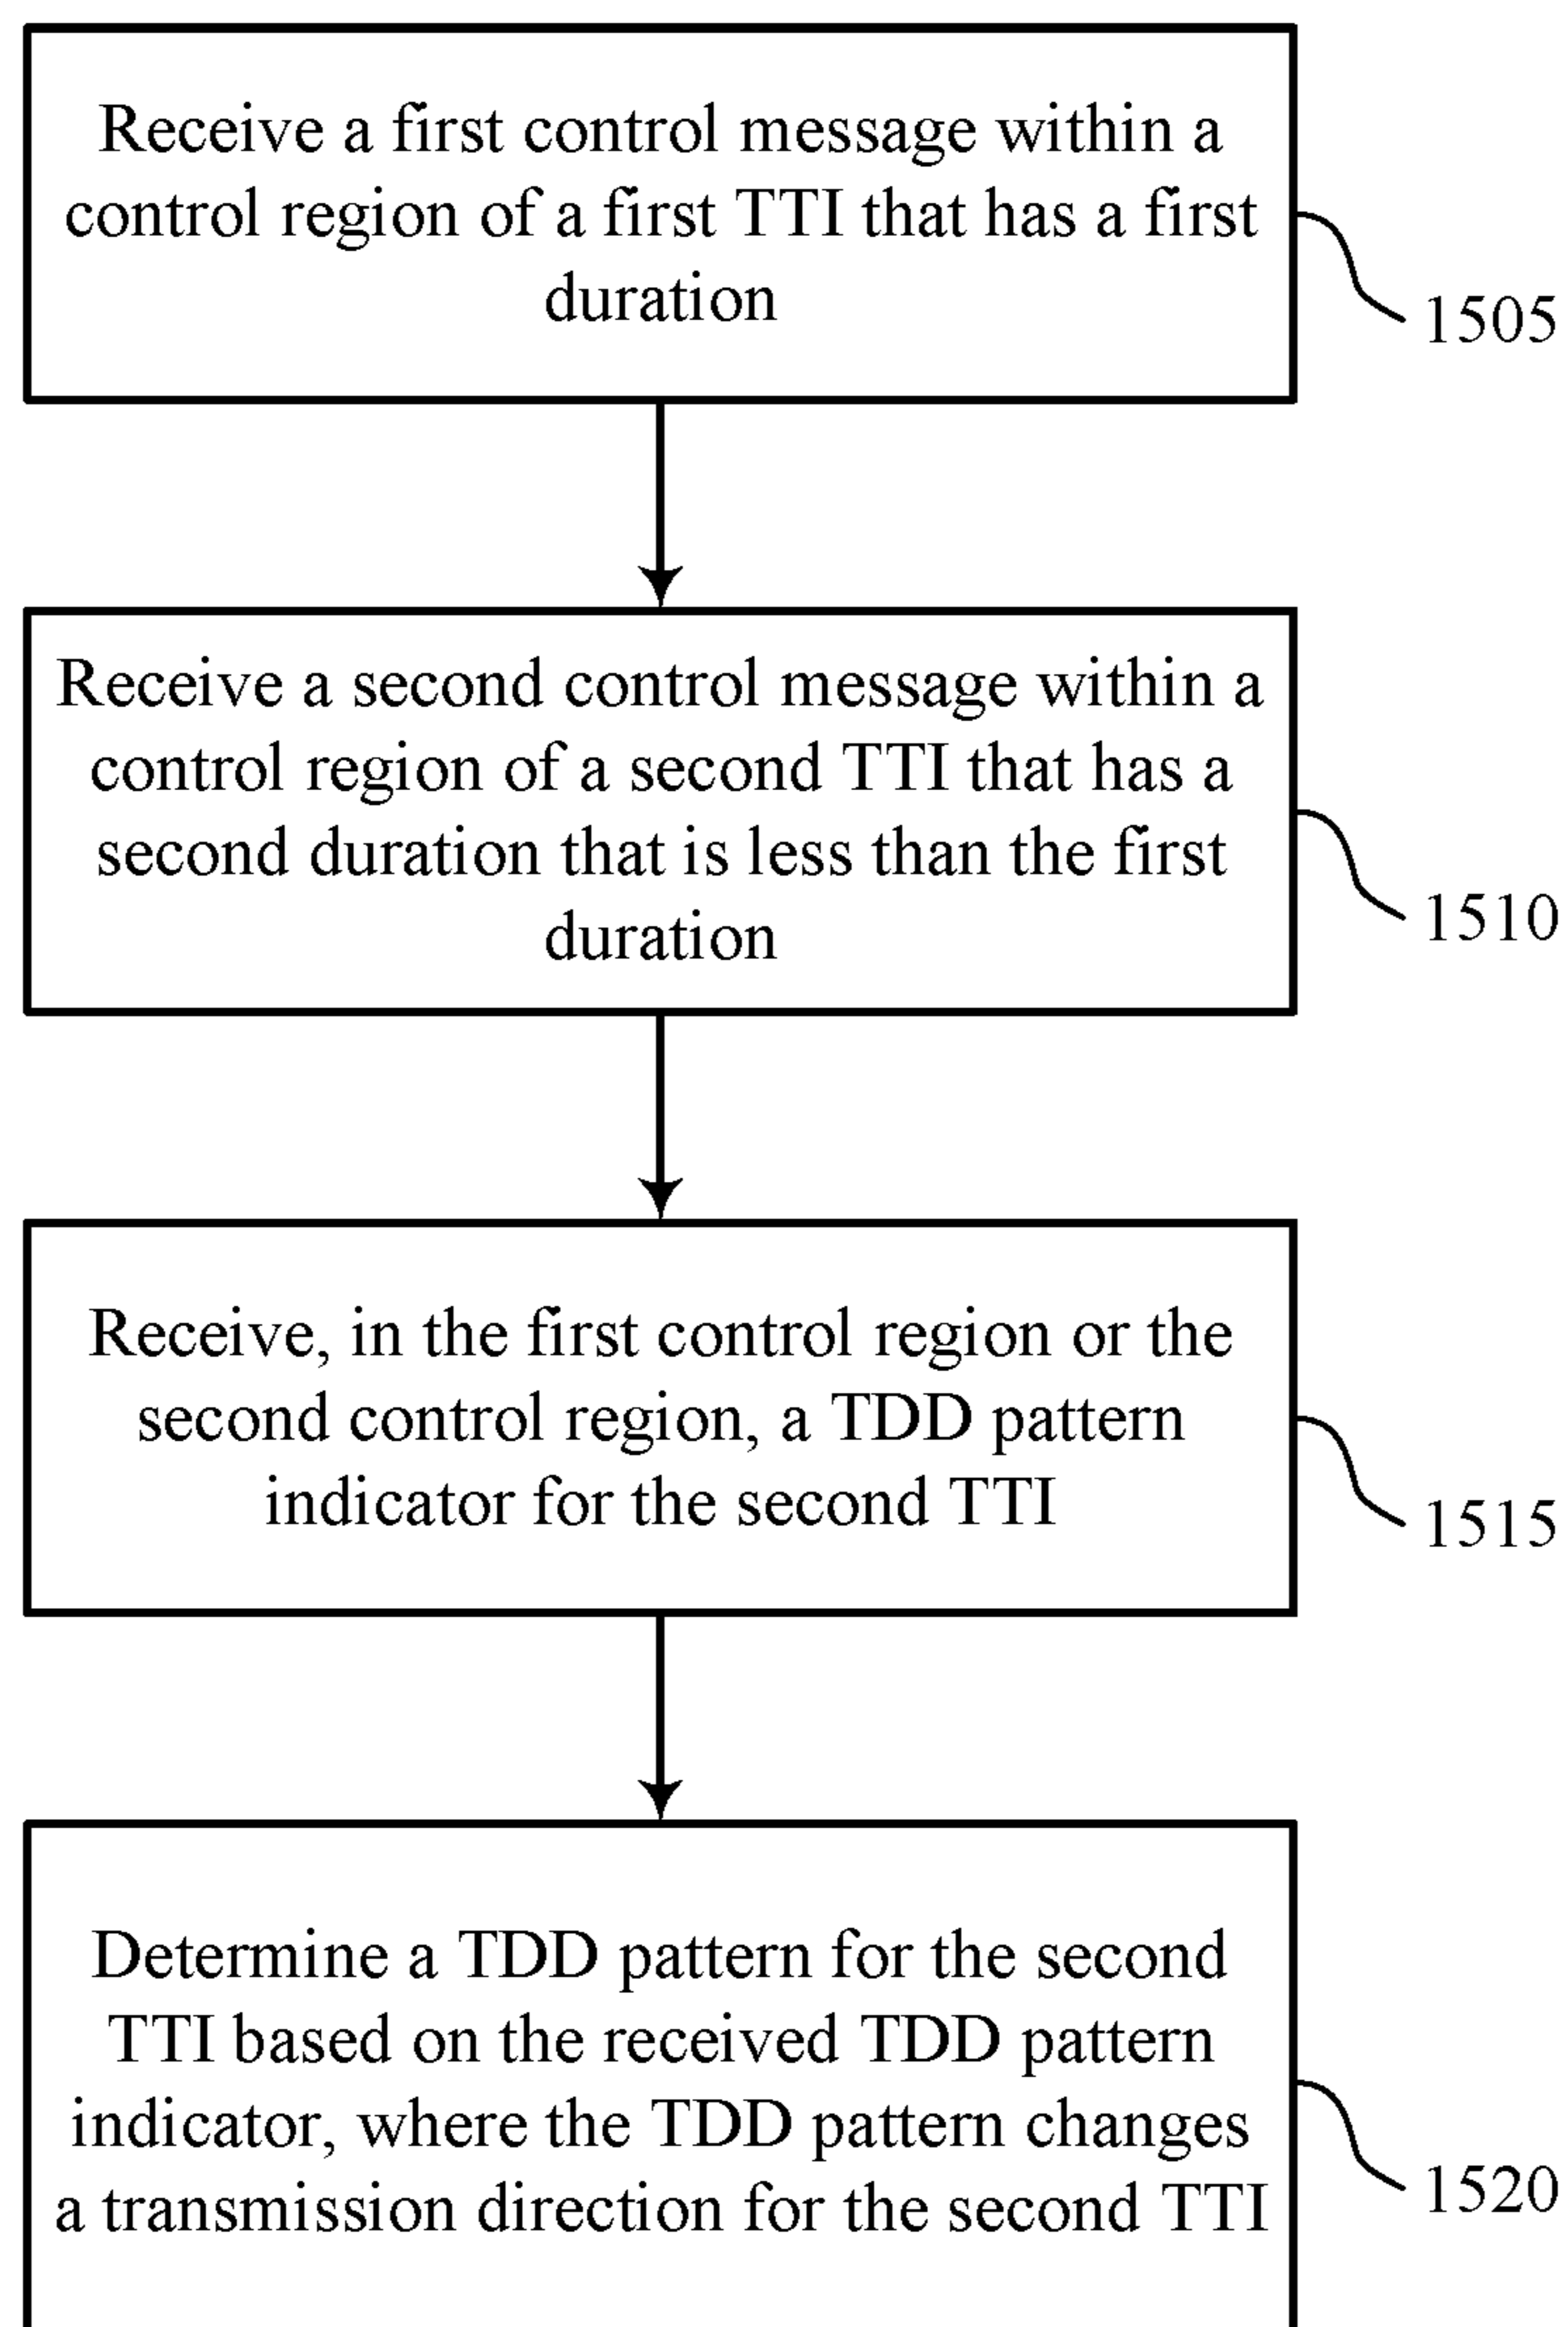 Receive a first control message within a
control region of a first TTI that has a first
duration
1505
Receive a second control message within a
control region of a second TTI that has a
second duration that is less than the first
duration
1510
Receive, in the first control region or the
second control region, a TDD pattern
indicator for the second TTI
1515
Determine a TDD pattern for the second
TTI based on the received TDD pattern
indicator, where the TDD pattern changes
a transmission direction for the second TTI
1520